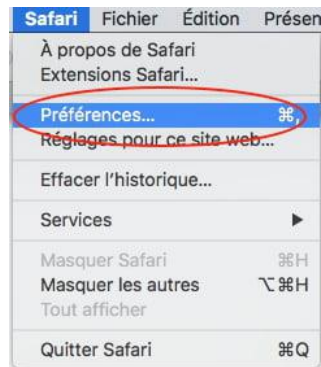 Safari Fichier Édition Présen
À propos de Safari
Extensions Safari...
Préférences... ⌘,
Réglages pour ce site web...
Effacer l'historique...
Services ▶
Masquer Safari ⌘H
Masquer les autres ⌥⌘H
Tout afficher
Quitter Safari ⌘Q